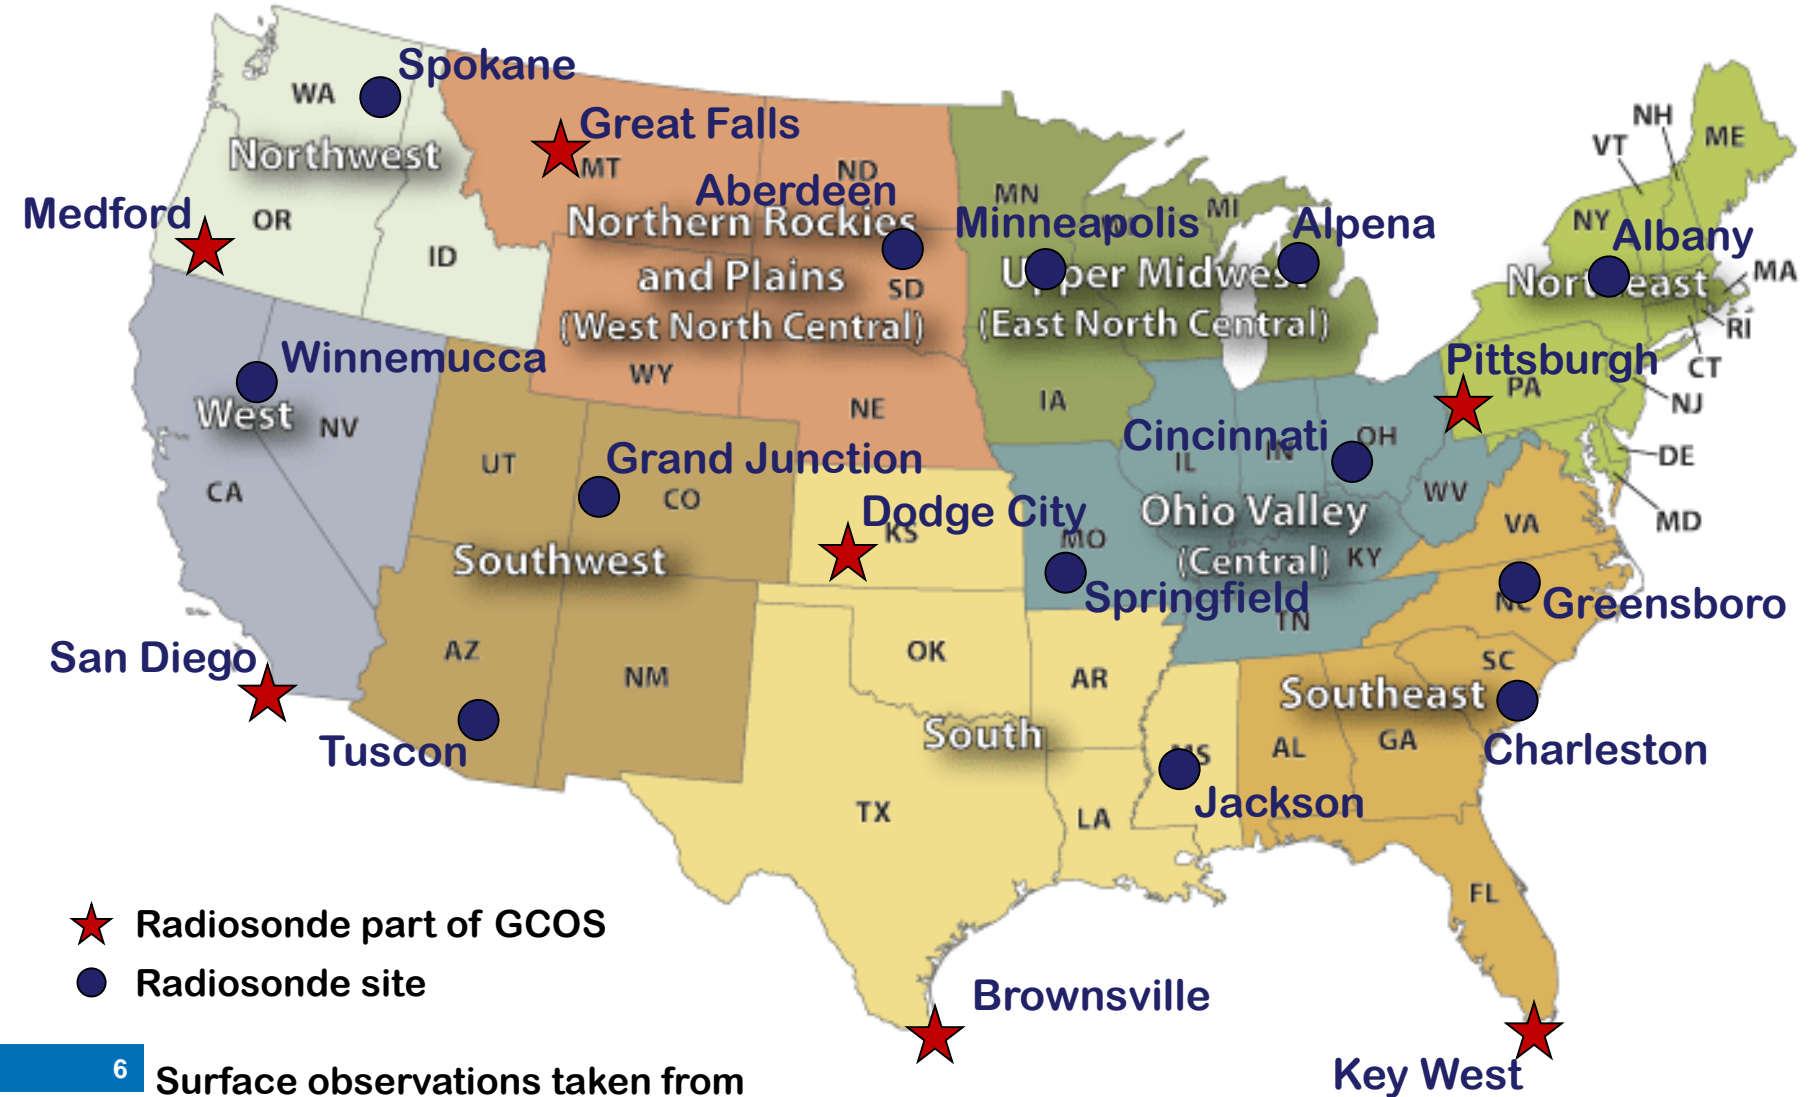 Spokane
WA
Great Falls
MT
Northwest
ND
NH
ME
VT
Aberdeen
MN
MI
Medford
OR
Northern Rockies
Minneapolis
Alpena
NY
Albany
ID
and Plains
SD
Upper Midwest
Northeast
MA
(West North Central)
(East North Central)
RI
Winnemucca
WY
Pittsburgh
CT
PA
West
NV
NE
IA
NJ
Cincinnati
OH
IN
IL
UT
Grand Junction
DE
CA
CO
WV
Dodge City
KS
Ohio Valley
MD
VA
MO
(Central)
KY
Southwest
Springfield
NC
Greensboro
TN
San Diego
AZ
NM
OK
AR
SC
Southeast
South
Tuscon
MS
AL
GA
Charleston
Jackson
TX
LA
FL
Radiosonde part of GCOS
Radiosonde site
Brownsville
Key West
6
Surface observations taken from